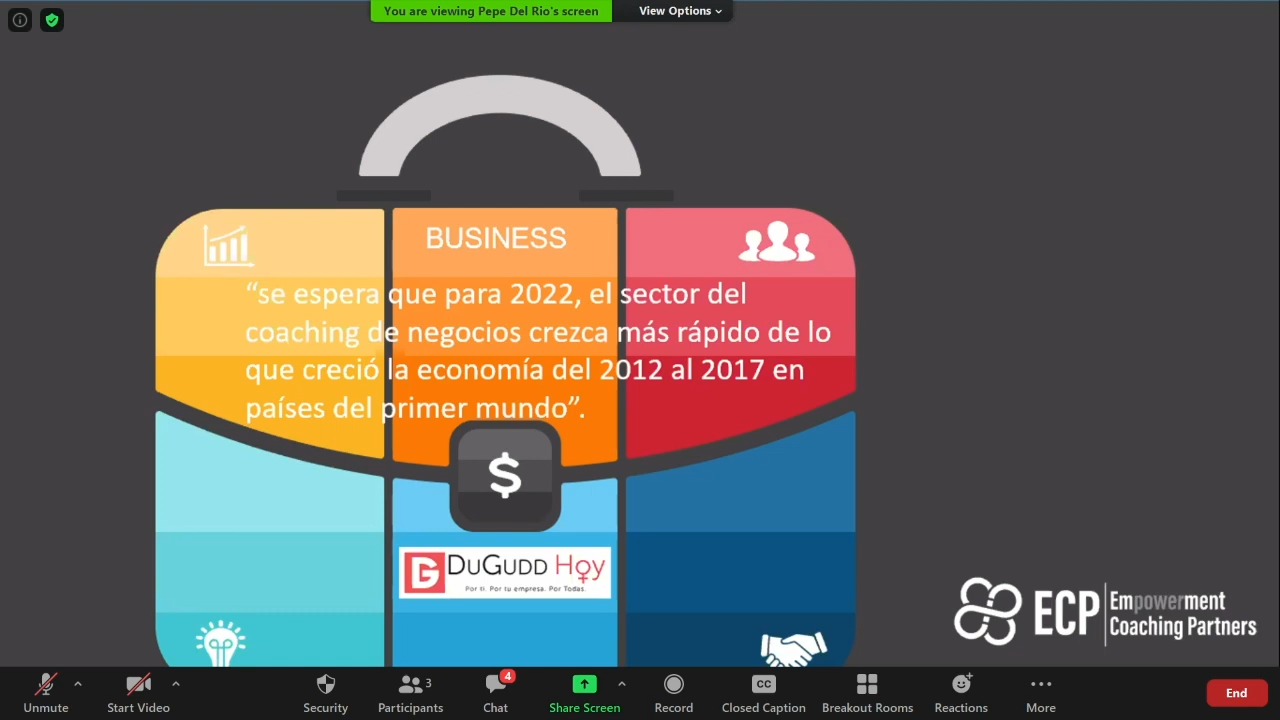 You are viewing Pepe Del Rio's screen
View Options
BUSINESS
“se espera que para 2022, el sector del
coaching de negocios crezca más rápido de lo
que creció la economía del 2012 al 2017 en
países del primer mundo”.
$
G DUGUDD HOY
Por ti. Por tu empresa. Por Todas.
ECP Empowerment
Coaching Partners
Unmute
Start Video
Security
Participants 3
Chat 4
Share Screen
Record
CC Closed Caption
Breakout Rooms
Reactions
More
End